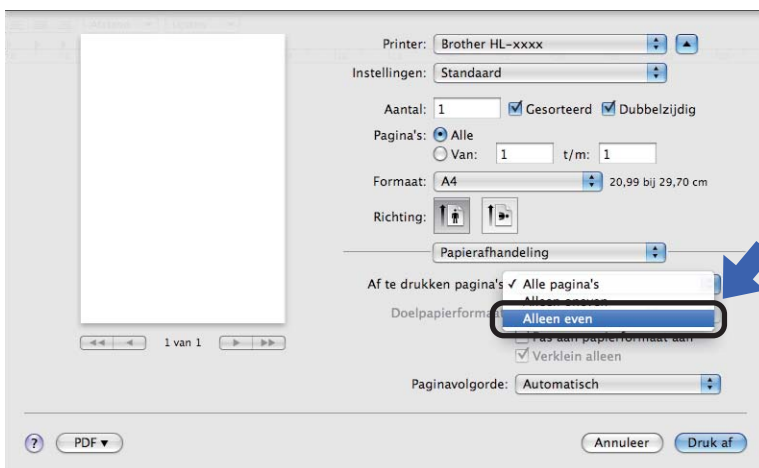 Printer: Brother HL-xxxx
Instellingen: Standaard
Aantal: 1 Gesorteerd Dubbelzijdig
Pagina's: Alle
Van: 1 t/m: 1
Formaat: A4 20,99 bij 29,70 cm
Richting:
Papierafhandeling
Af te drukken pagina's ✓ Alle pagina's
Alleen oneven
Doelpapierforma Alleen even
Pas aan papierformaat aan
1 van 1
Verklein alleen
Paginavolgorde: Automatisch
? PDF ▼ Annuleer Druk af